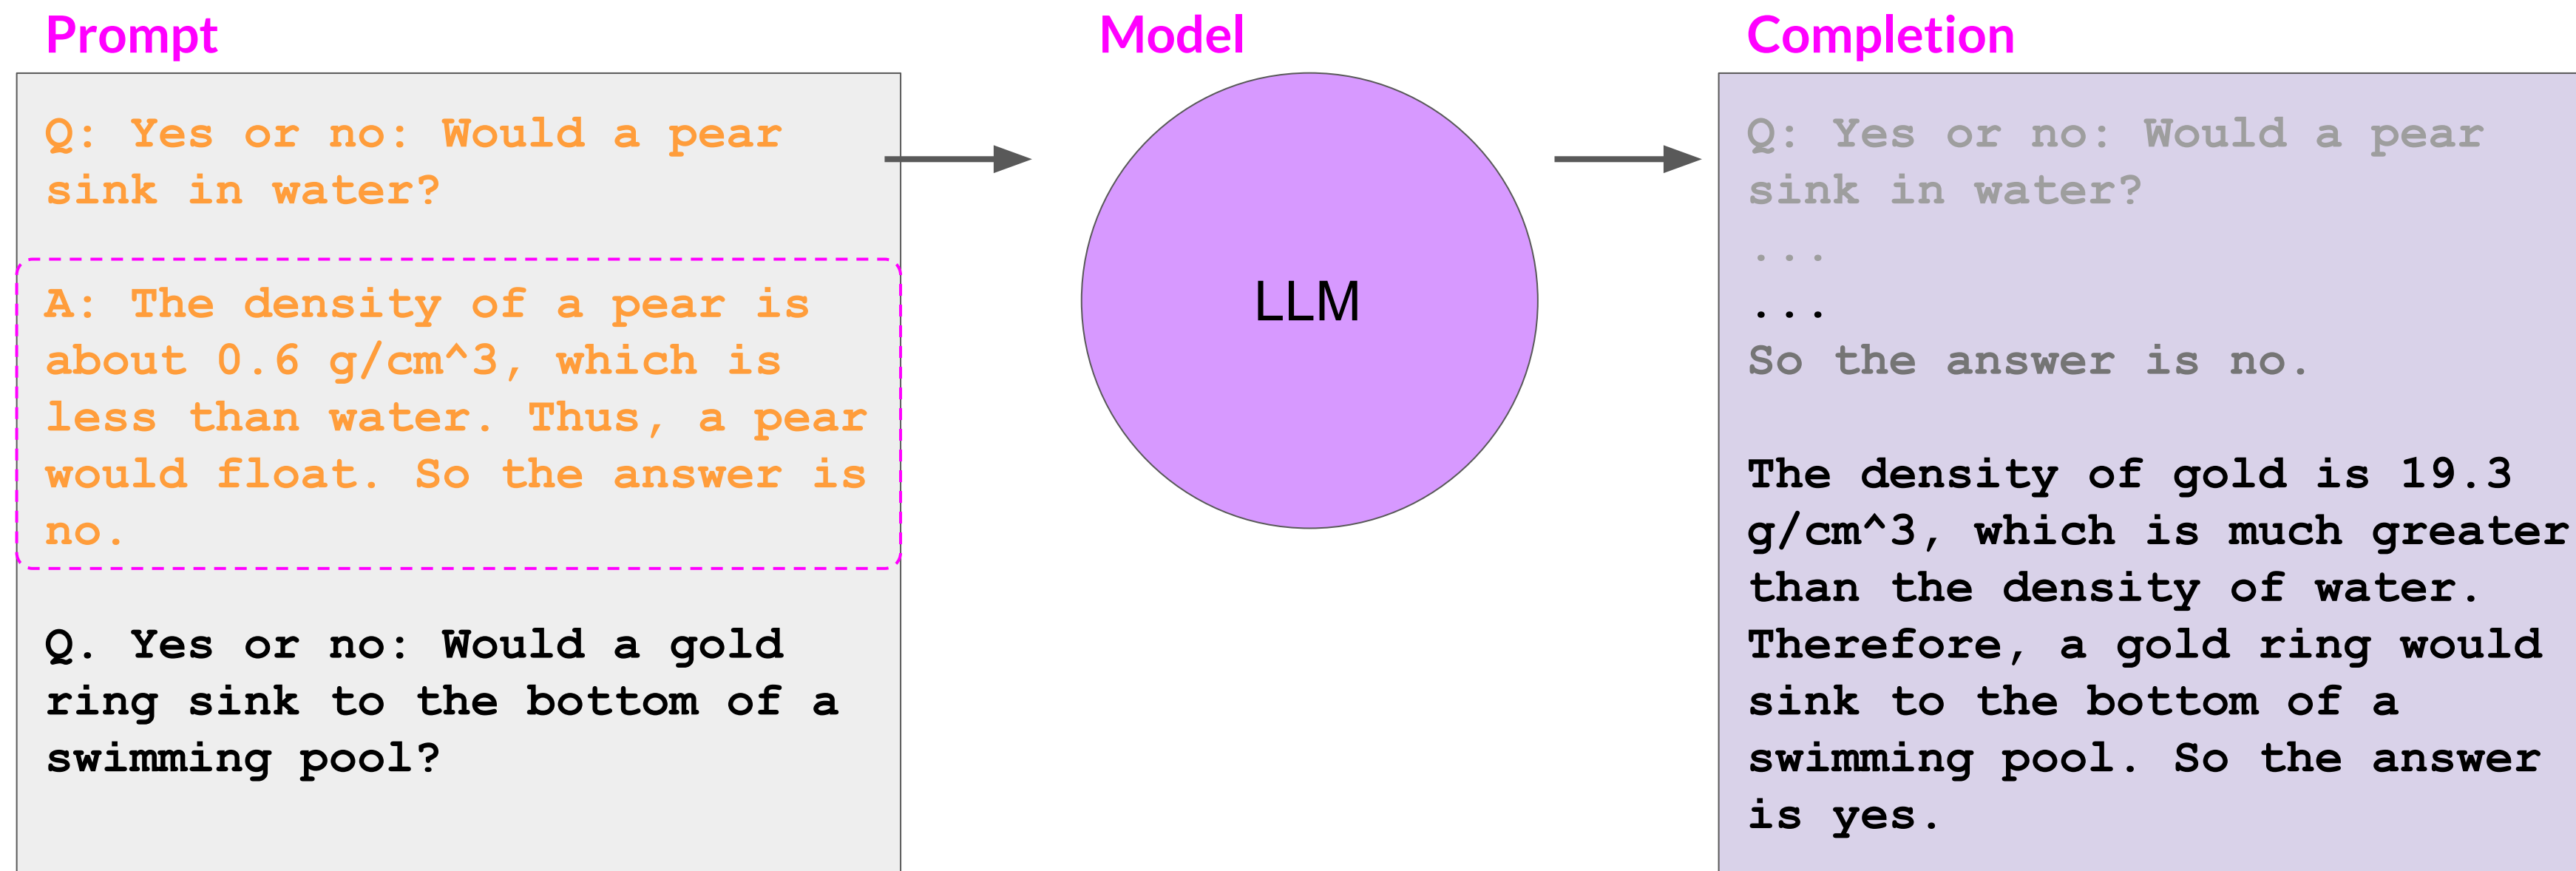 Prompt
Q: Yes or no: Would a pear
sink in water?
A: The density of a pear is
about 0.6 g/cm^3, which is
less than water. Thus, a pear
would float. So the answer is
no.
Q. Yes or no: Would a gold
ring sink to the bottom of a
swimming pool?
Model
LLM
Completion
Q: Yes or no: Would a pear
sink in water?
...
...
So the answer is no.
The density of gold is 19.3
g/cm^3, which is much greater
than the density of water.
Therefore, a gold ring would
sink to the bottom of a
swimming pool. So the answer
is yes.